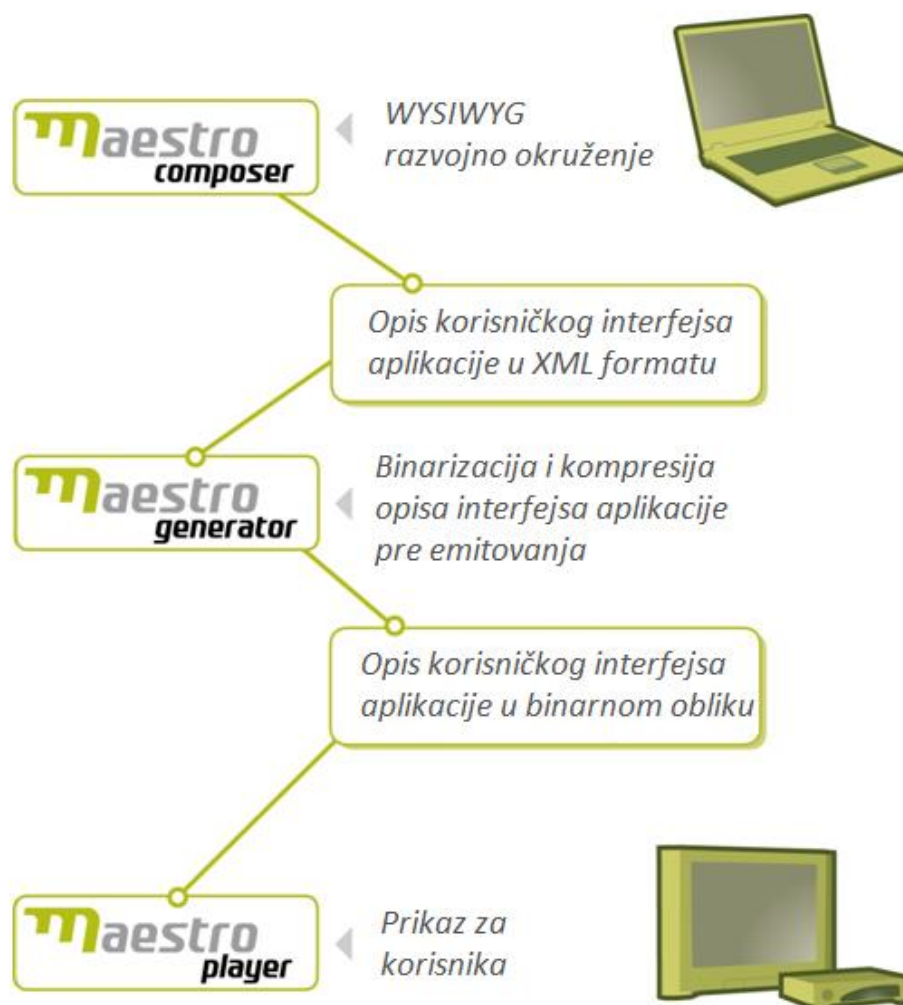 maestro
composer
WYSIWYG
razvojno okruženje
Opis korisničkog interfejsa
aplikacije u XML formatu
maestro
generator
Binarizacija i kompresija
opisa interfejsa aplikacije
pre emitovanja
Opis korisničkog interfejsa
aplikacije u binarnom obliku
maestro
player
Prikaz za
korisnika